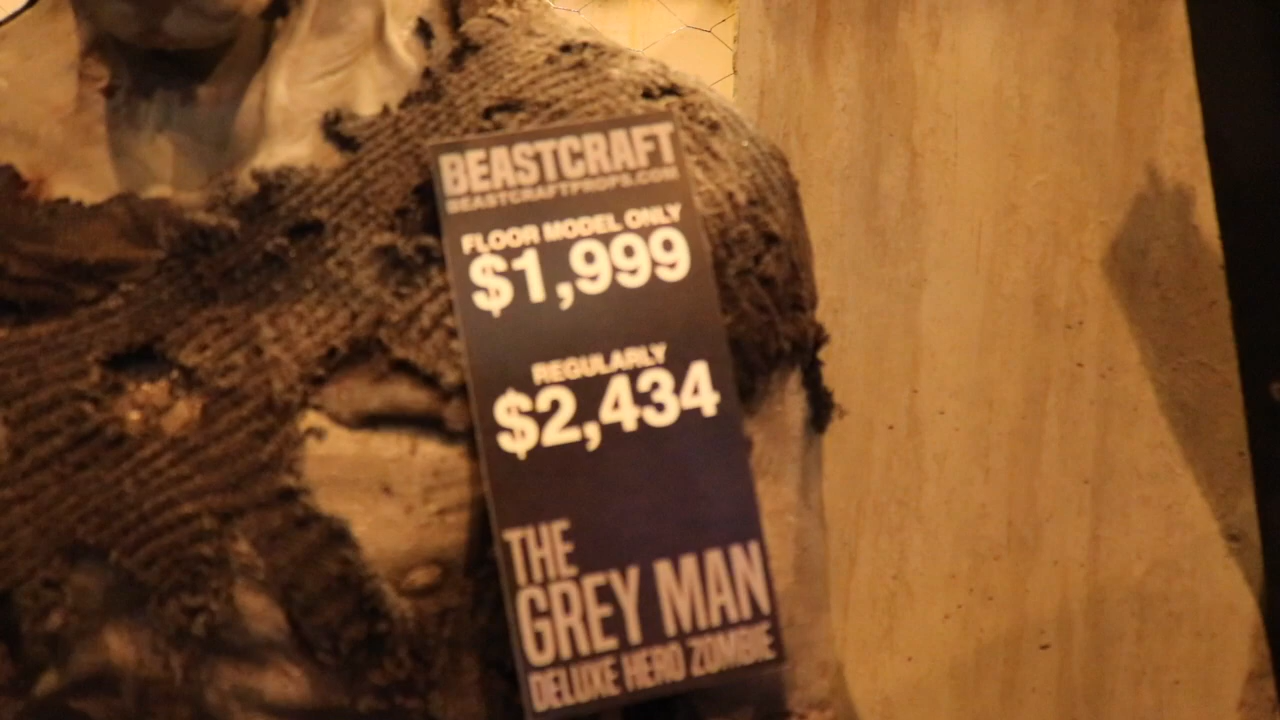 BEASTCRAFT
BEASTCRAFTPROPS.COM
FLOOR MODEL ONLY
$1,999
REGULARLY
$2,434
THE
GREY MAN
DELUXE HERO ZOMBIE